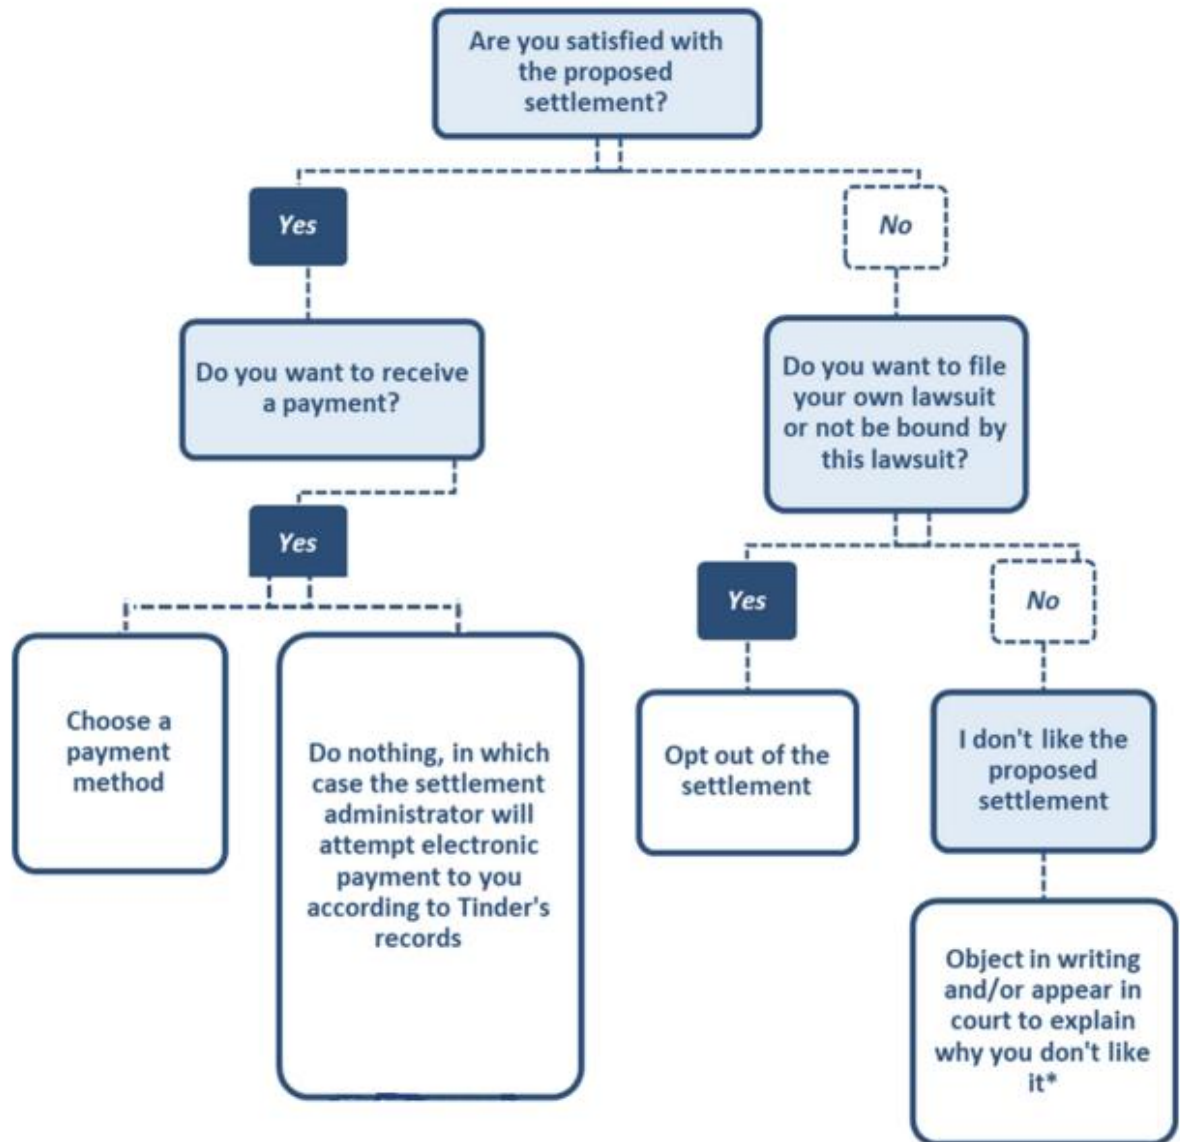 Are you satisfied with
the proposed
settlement?
Yes
No
Do you want to receive
a payment?
Do you want to file
your own lawsuit
or not be bound by
this lawsuit?
Yes
Yes
No
Choose a
payment
method
Do nothing, in which
case the settlement
administrator will
attempt electronic
payment to you
according to Tinder's
records
Opt out of the
settlement
I don't like the
proposed
settlement
Object in writing
and/or appear in
court to explain
why you don't like
it*